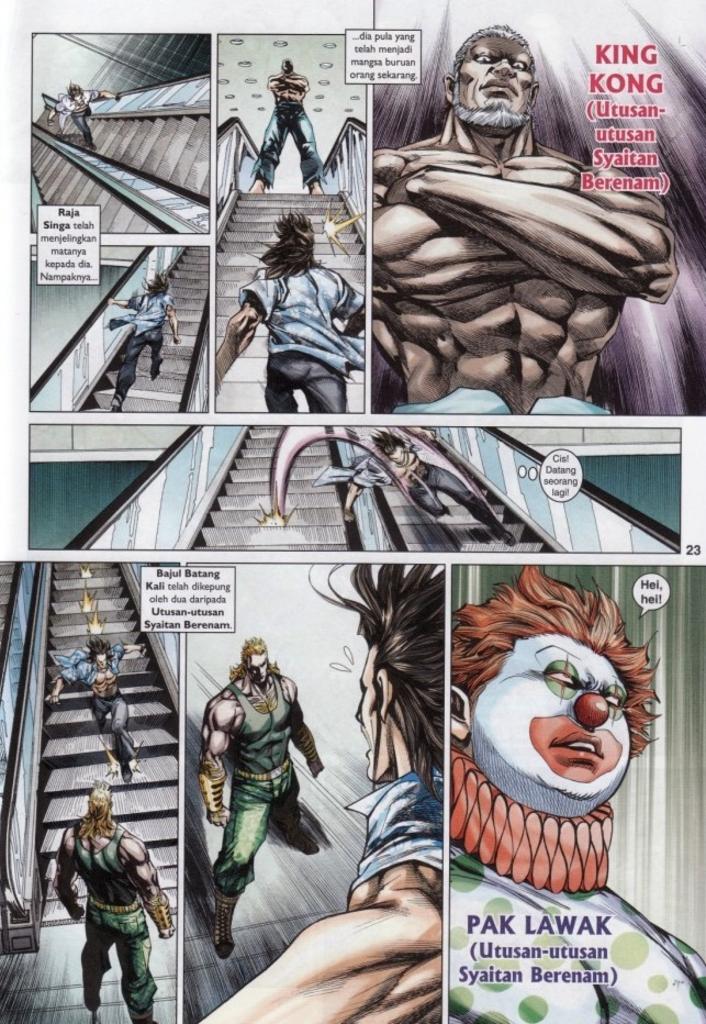 Raja
Singa telah
menjelingkan
matanya
kepada dia.
Nampaknya...
...dia pula yang
telah menjadi
mangsa buruan
orang sekarang.
KING
KONG
(Utusan-
utusan
Syaitan
Berenam)
Cis!
Datang
seorang
lagi!
23
Bajul Batang
Kali telah dikepung
oleh dua daripada
Utusan-utusan
Syaitan Berenam.
Hei,
hei!
PAK LAWAK
(Utusan-utusan
Syaitan Berenam)